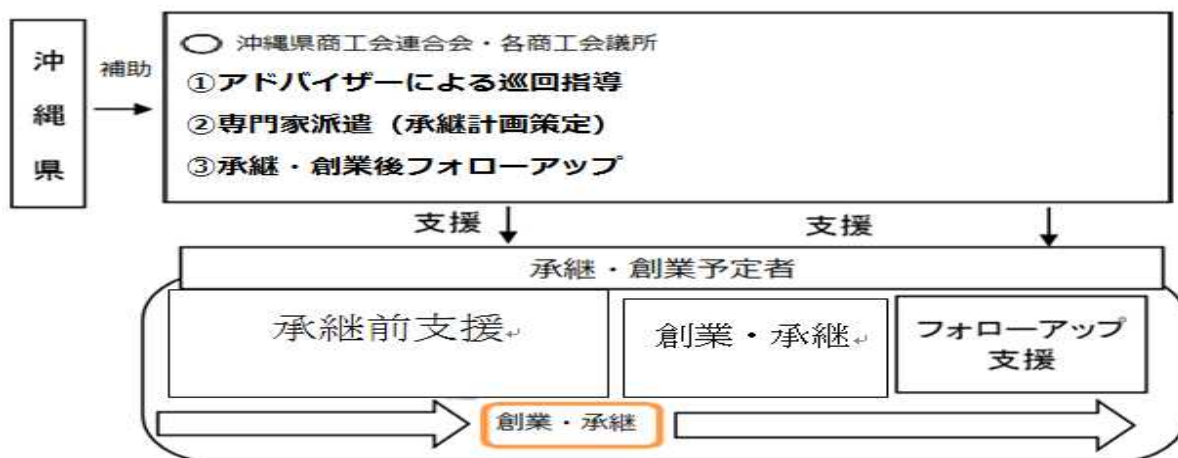 沖縄県
補助
○ 沖縄県商工会連合会・各商工会議所
①アドバイザーによる巡回指導
②専門家派遣（承継計画策定）
③承継・創業後フォローアップ
支援
支援
承継・創業予定者
承継前支援
創業・承継
フォローアップ
支援
創業・承継